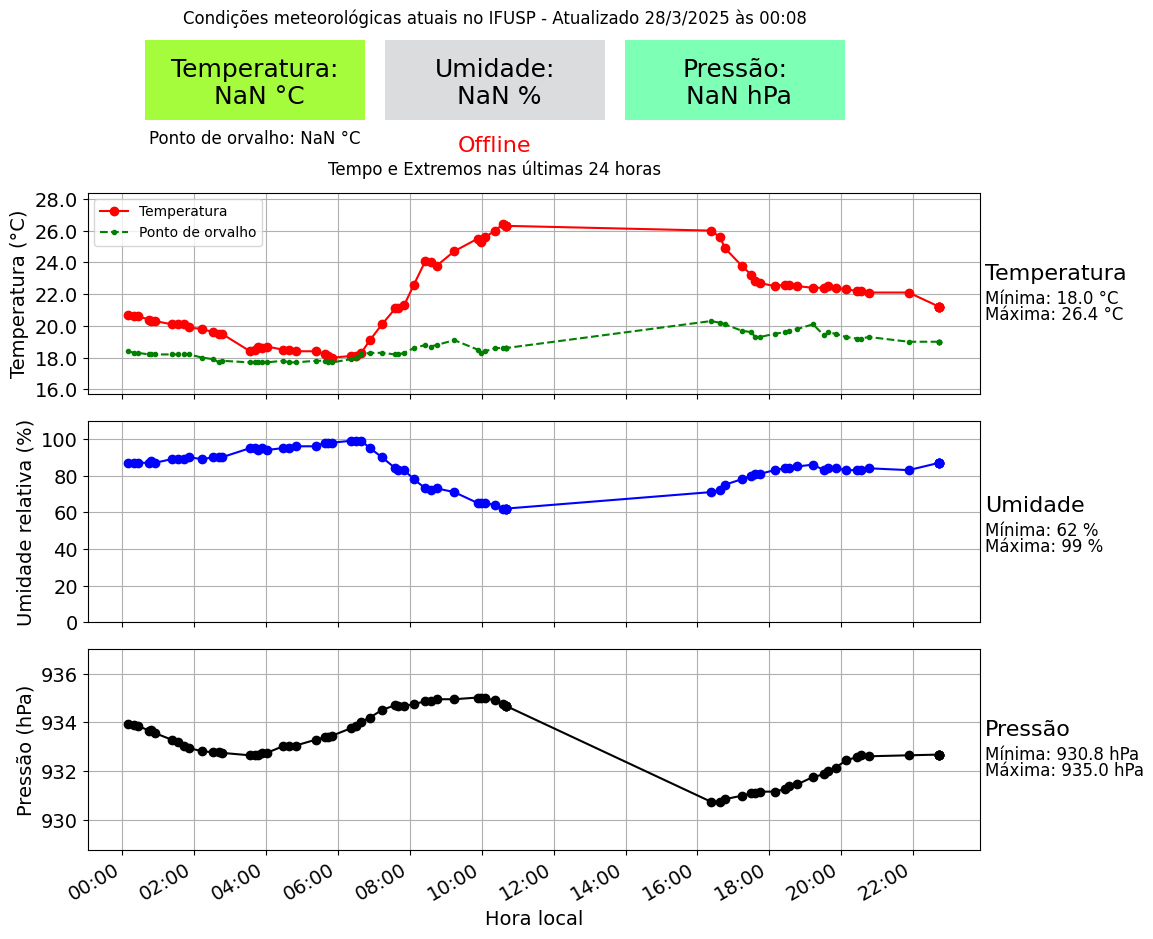 Condições meteorológicas atuais no IFUSP - Atualizado 28/3/2025 às 00:08
Temperatura:
NaN °C
Umidade:
NaN %
Pressão:
NaN hPa
Ponto de orvalho: NaN °C
Offline
Tempo e Extremos nas últimas 24 horas
Temperatura (°C)
28.0
26.0
24.0
22.0
20.0
18.0
16.0
Temperatura
Ponto de orvalho
Temperatura
Mínima: 18.0 °C
Máxima: 26.4 °C
Umidade relativa (%)
100
80
60
40
20
0
Umidade
Mínima: 62 %
Máxima: 99 %
Pressão (hPa)
936
934
932
930
Pressão
Mínima: 930.8 hPa
Máxima: 935.0 hPa
00:00 02:00 04:00 06:00 08:00 10:00 12:00 14:00 16:00 18:00 20:00 22:00
Hora local